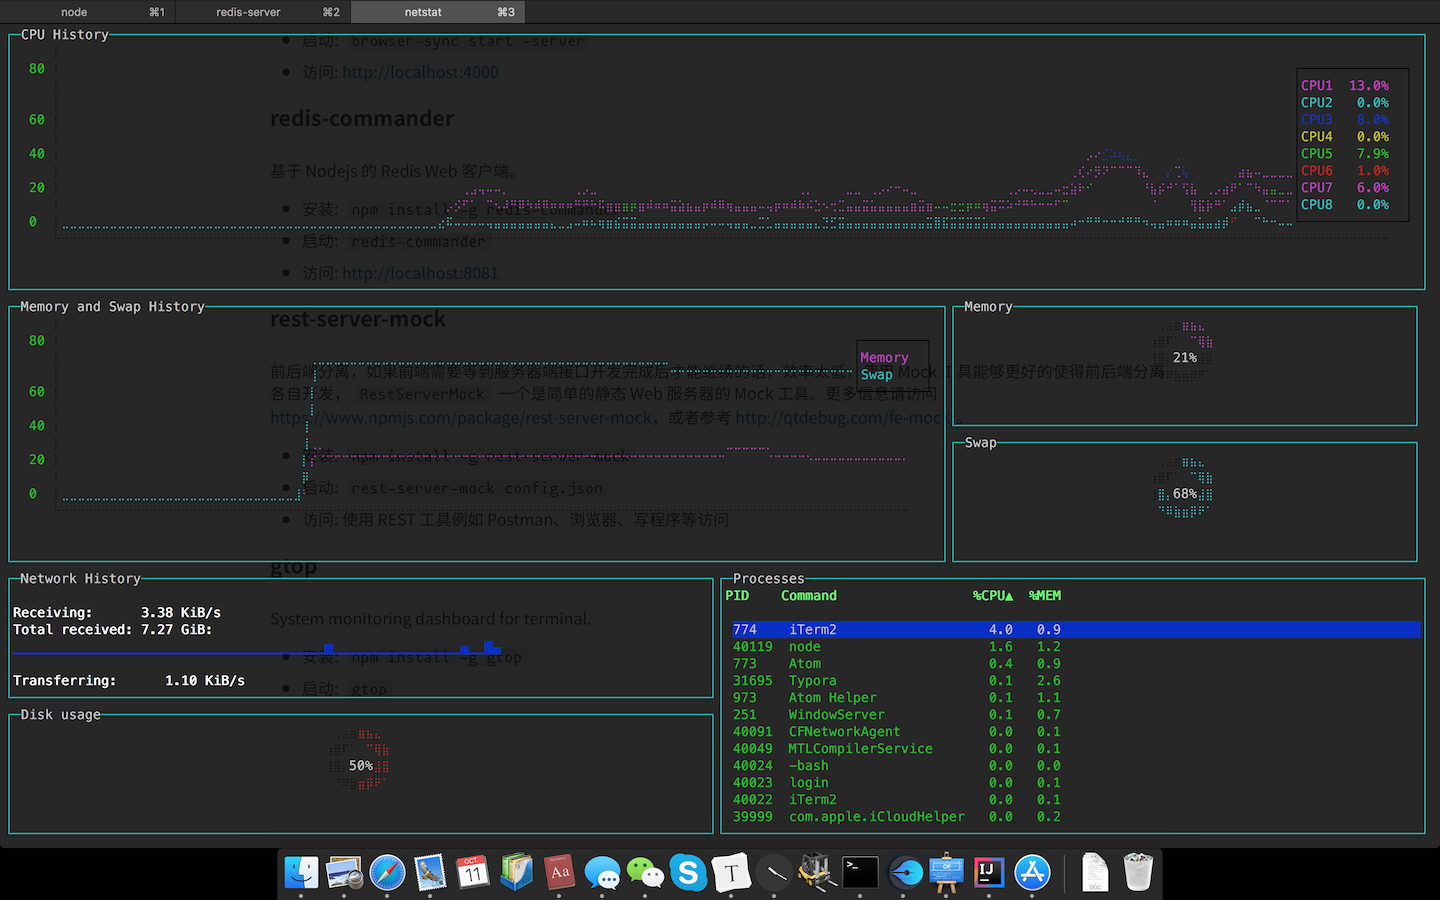 node ⌘1 redis-server ⌘2 netstat ⌘3
CPU History
启动: browser-sync start -server
80
访问: http://localhost:4000
CPU1 13.0%
CPU2 0.0%
CPU3 8.0%
60
redis-commander
CPU4 0.0%
40
CPU5 7.9%
基于 Nodejs 的 Redis Web 客户端。
CPU6 1.0%
20
CPU7 6.0%
CPU8 0.0%
安装: npm install -g redis-commander
0
启动: redis-commander
访问: http://localhost:8081
Memory and Swap History
rest-server-mock
80
Memory
Swap
前后端分离，如果前端需要等到服务器端接口开发完成后才能继续的话，效率太低，
Mock 工具能够更好的使得前后端分离
60
各自开发， RestServerMock 一个是简单的静态 Web 服务器的 Mock 工具。更多信息请访问
https://www.npmjs.com/package/rest-server-mock，或者参考 http://qtdebug.com/fe-mock 。
40
20
安装: npm install -g rest-server-mock
0
启动: rest-server-mock config.json
访问: 使用 REST 工具例如 Postman、浏览器、写程序等访问
Memory
21%
Swap
68%
gtop
Network History
Receiving: 3.38 KiB/s
Total received: 7.27 GiB:
System monitoring dashboard for terminal.
安装: npm install -g gtop
Transferring: 1.10 KiB/s
启动: gtop
Disk usage
50%
Processes
PID Command %CPU▲ %MEM
774 iTerm2 4.0 0.9
40119 node 1.6 1.2
773 Atom 0.4 0.9
31695 Typora 0.1 2.6
973 Atom Helper 0.1 1.1
251 WindowServer 0.1 0.7
40091 CFNetworkAgent 0.0 0.1
40049 MTLCompilerService 0.0 0.1
40024 -bash 0.0 0.0
40023 login 0.0 0.1
40022 iTerm2 0.0 0.1
39999 com.apple.iCloudHelper 0.0 0.2
OCT
11
Aa
S
T
>_
OK
IJ
DOC